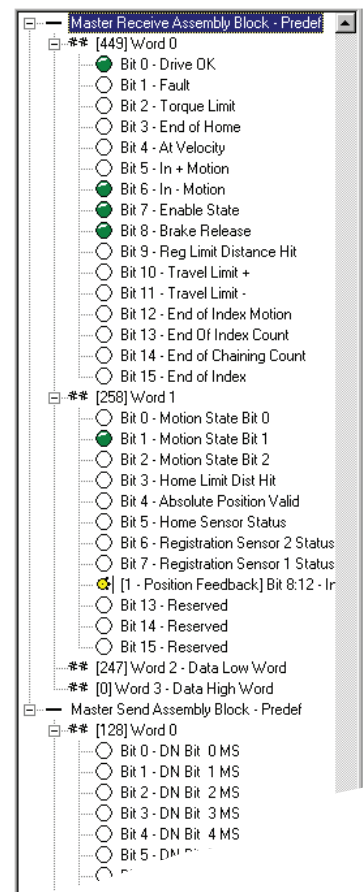 Master Receive Assembly Block - Predef
** [449] Word 0
Bit 0 - Drive OK
Bit 1 - Fault
Bit 2 - Torque Limit
Bit 3 - End of Home
Bit 4 - At Velocity
Bit 5 - In + Motion
Bit 6 - In - Motion
Bit 7 - Enable State
Bit 8 - Brake Release
Bit 9 - Reg Limit Distance Hit
Bit 10 - Travel Limit +
Bit 11 - Travel Limit -
Bit 12 - End of Index Motion
Bit 13 - End Of Index Count
Bit 14 - End of Chaining Count
Bit 15 - End of Index
** [258] Word 1
Bit 0 - Motion State Bit 0
Bit 1 - Motion State Bit 1
Bit 2 - Motion State Bit 2
Bit 3 - Home Limit Dist Hit
Bit 4 - Absolute Position Valid
Bit 5 - Home Sensor Status
Bit 6 - Registration Sensor 2 Status
Bit 7 - Registration Sensor 1 Status
[1 - Position Feedback] Bit 8:12 - Ir
Bit 13 - Reserved
Bit 14 - Reserved
Bit 15 - Reserved
** [247] Word 2 - Data Low Word
** [0] Word 3 - Data High Word
Master Send Assembly Block - Predef
** [128] Word 0
Bit 0 - DN Bit 0 MS
Bit 1 - DN Bit 1 MS
Bit 2 - DN Bit 2 MS
Bit 3 - DN Bit 3 MS
Bit 4 - DN Bit 4 MS
Bit 5 - DN